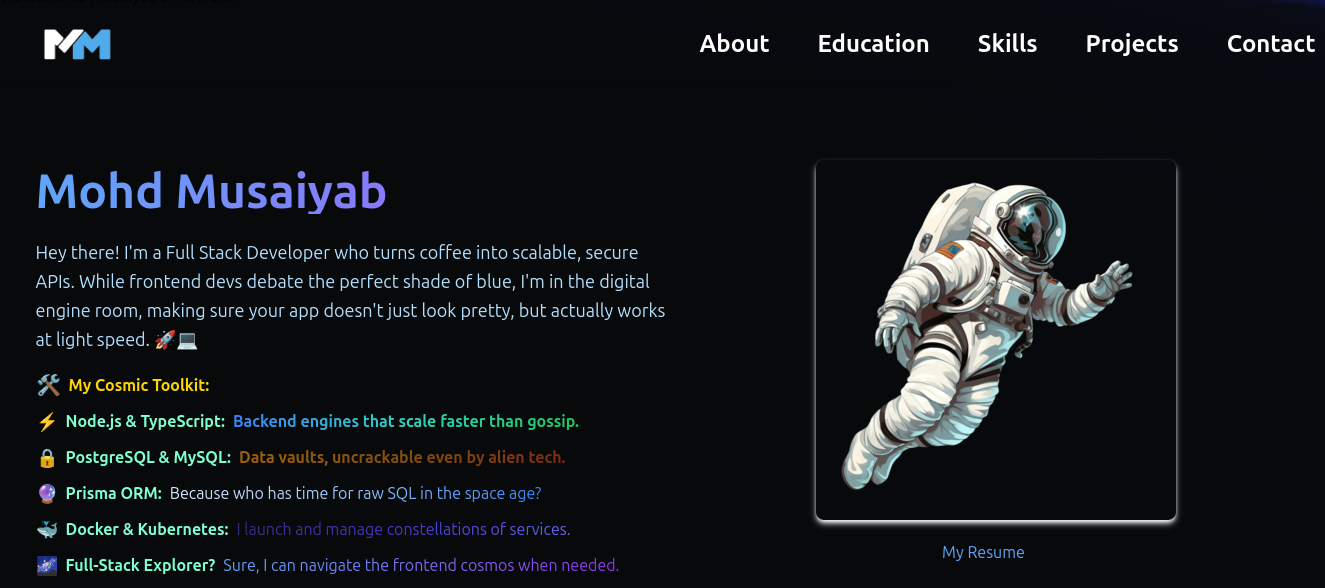 MM
About Education Skills Projects Contact
Mohd Musaiyab
Hey there! I'm a Full Stack Developer who turns coffee into scalable, secure
APIs. While frontend devs debate the perfect shade of blue, I'm in the digital
engine room, making sure your app doesn't just look pretty, but actually works
at light speed. 🚀💻
🛠️ My Cosmic Toolkit:
⚡ Node.js & TypeScript: Backend engines that scale faster than gossip.
🔒 PostgreSQL & MySQL: Data vaults, uncrackable even by alien tech.
🔮 Prisma ORM: Because who has time for raw SQL in the space age?
🐳 Docker & Kubernetes: I launch and manage constellations of services.
🌌 Full-Stack Explorer? Sure, I can navigate the frontend cosmos when needed.
My Resume